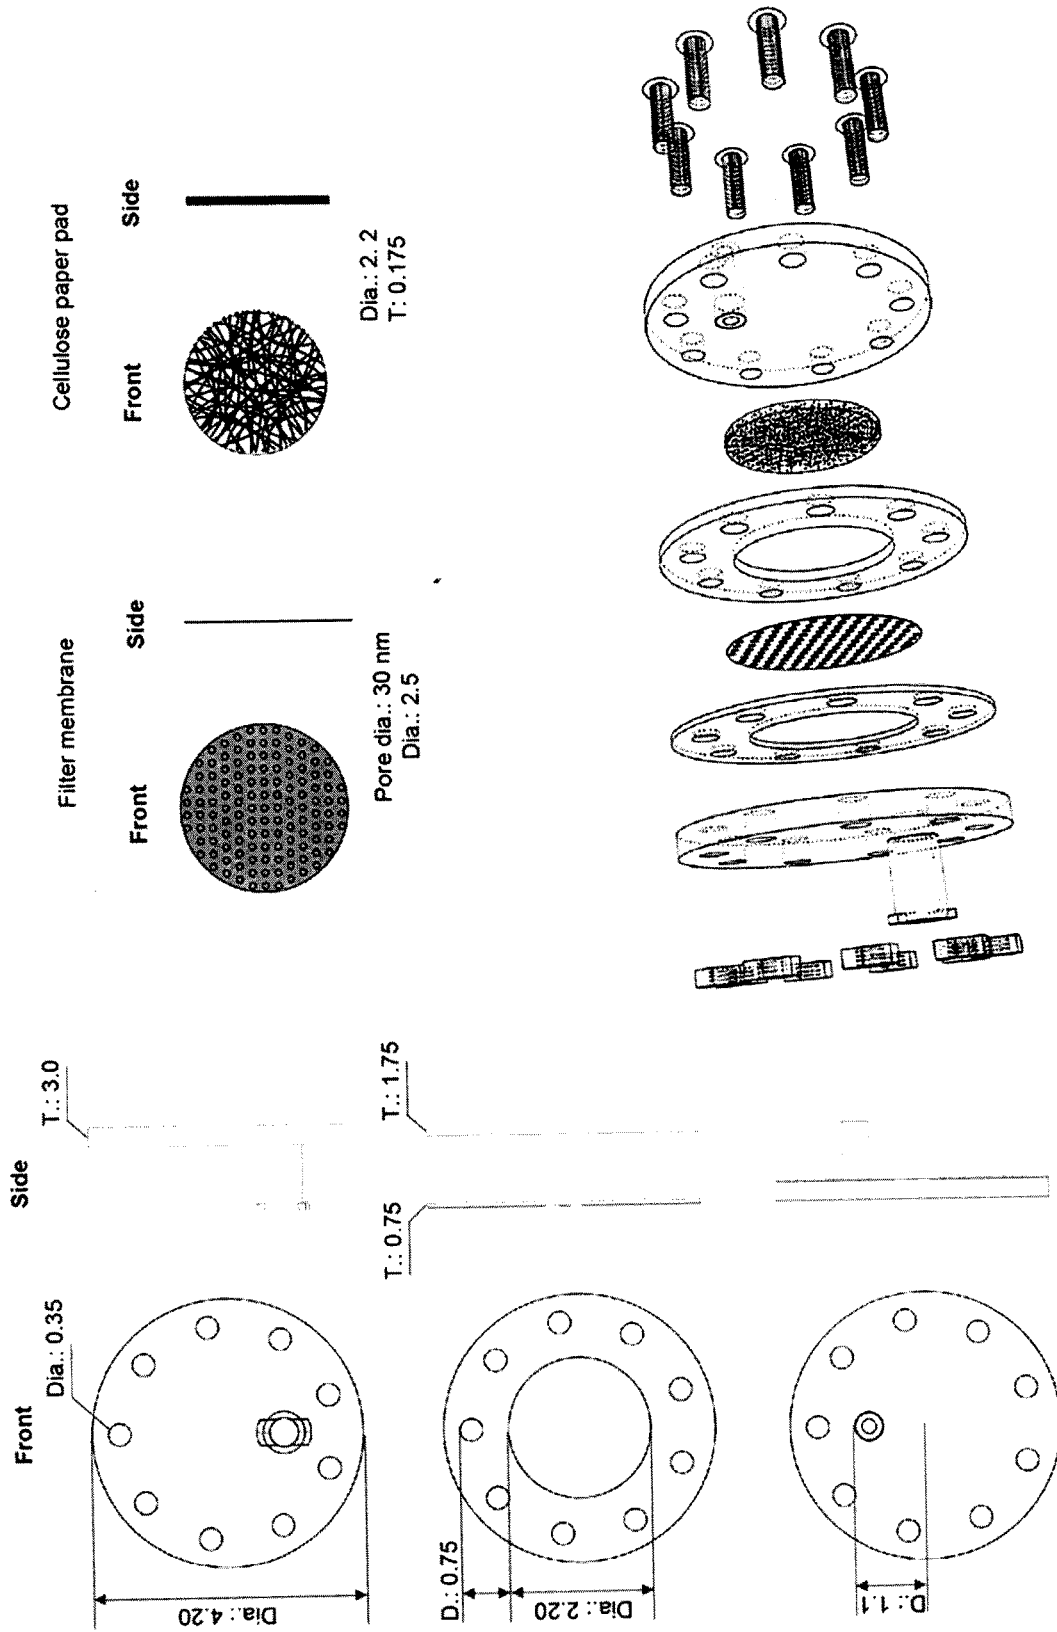 Front
Side
Dia.: 0.35
T.: 3.0
Dia.: 4.20
T.: 0.75
T.: 1.75
D.: 0.75
Dia.: 2.20
D.: 1.1
Filter membrane
Front
Side
Pore dia.: 30 nm
Dia.: 2.5
Cellulose paper pad
Front
Side
Dia.: 2. 2
T: 0.175